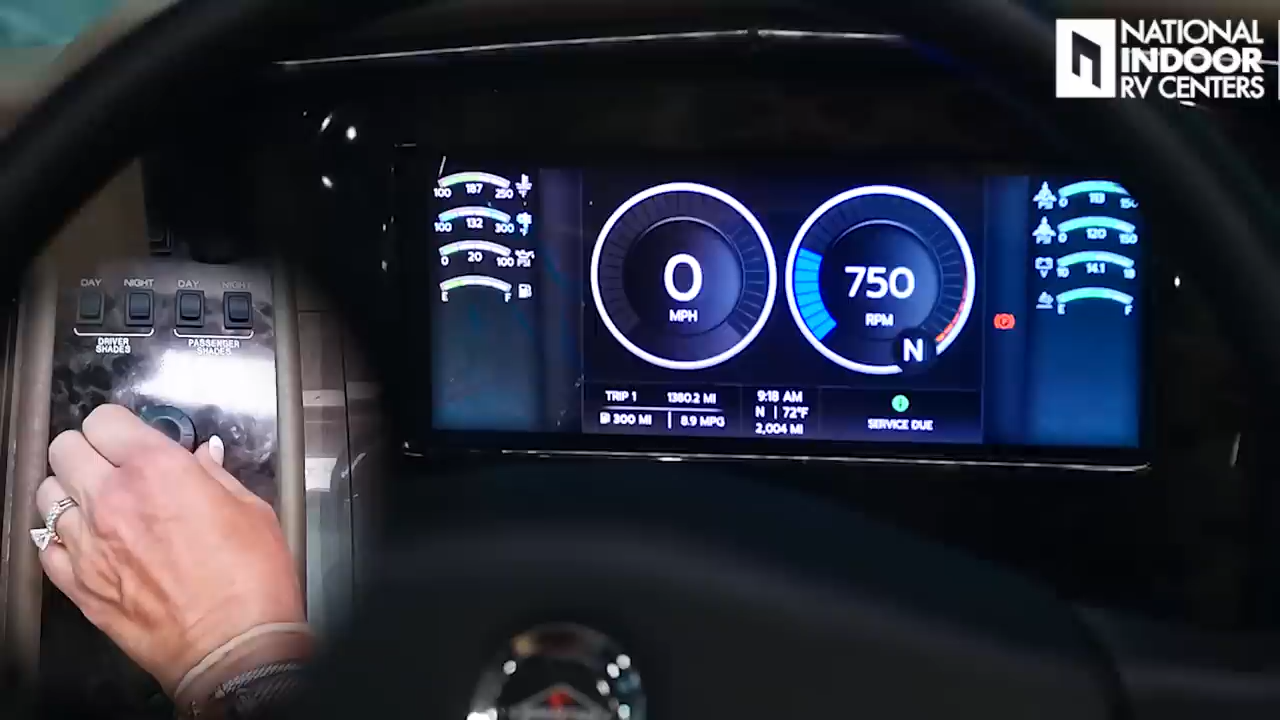 NATIONAL
INDOOR
RV CENTERS
100 187 250 °F
100 132 300 °F
0 20 100 PSI
E F
0
MPH
750
RPM
N
0 113
0 120 150
V 10 14.1 18
E F
TRIP 1 1380.2 MI
300 MI 8.9 MPG
9:18 AM
N 72°F
2,004 MI
SERVICE DUE
DAY NIGHT DAY NIGHT
DRIVER SHADES
PASSENGER SHADES